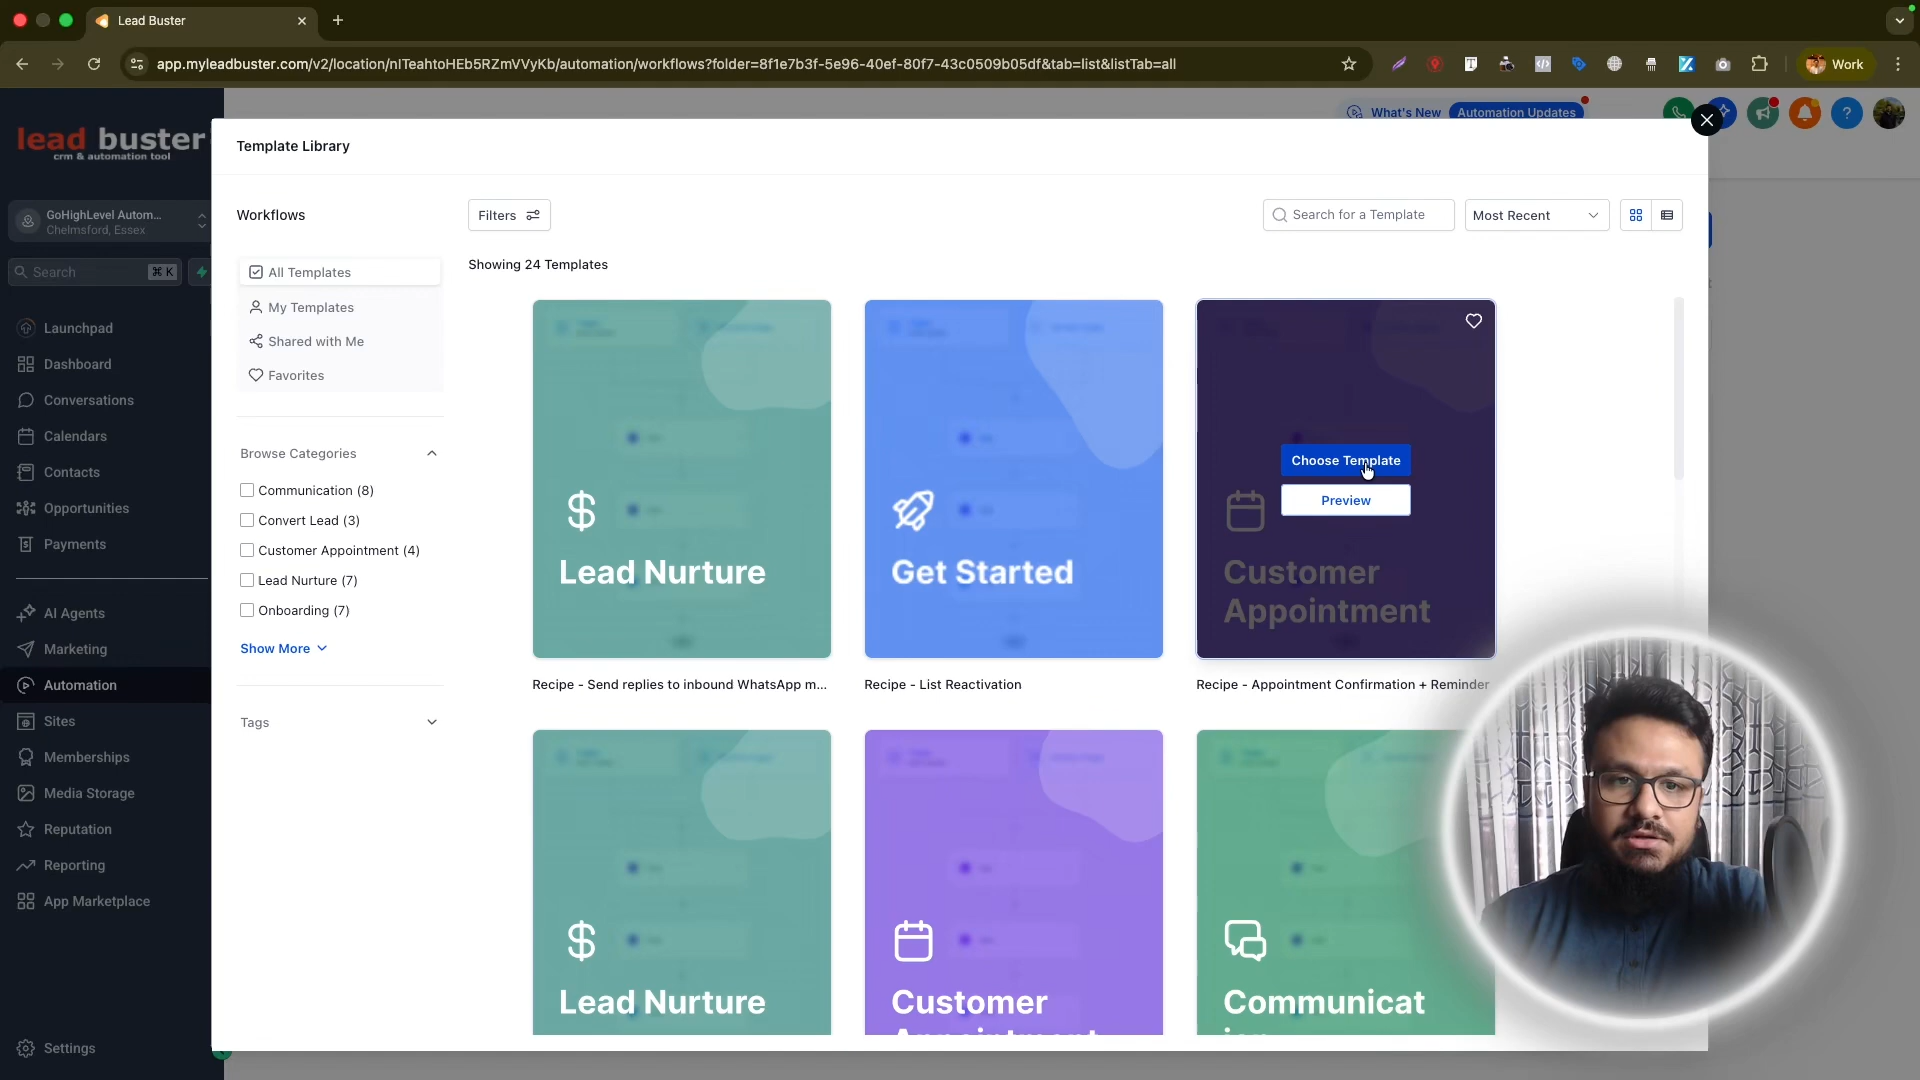 Lead Buster
app.myleadbuster.com/v2/location/nlTeahtoHEb5RZmVVyKb/automation/workflows?folder=8f1e7b3f-5e96-40ef-80f7-43c0509b05df&tab=list&listTab=all
Work
What's New
Automation Updates
lead buster
crm & automation tool
GoHighLevel Autom...
Chelmsford, Essex
Search
⌘ K
Launchpad
Dashboard
Conversations
Calendars
Contacts
Opportunities
Payments
AI Agents
Marketing
Automation
Sites
Memberships
Media Storage
Reputation
Reporting
App Marketplace
Settings
Template Library
Workflows
All Templates
My Templates
Shared with Me
Favorites
Browse Categories
Communication (8)
Convert Lead (3)
Customer Appointment (4)
Lead Nurture (7)
Onboarding (7)
Show More
Tags
Filters
Search for a Template
Most Recent
Showing 24 Templates
Lead Nurture
Get Started
Choose Template
Preview
Customer
Appointment
Recipe - Send replies to inbound WhatsApp m...
Recipe - List Reactivation
Recipe - Appointment Confirmation + Reminder
Lead Nurture
Customer
Appointment
Communicat
ion